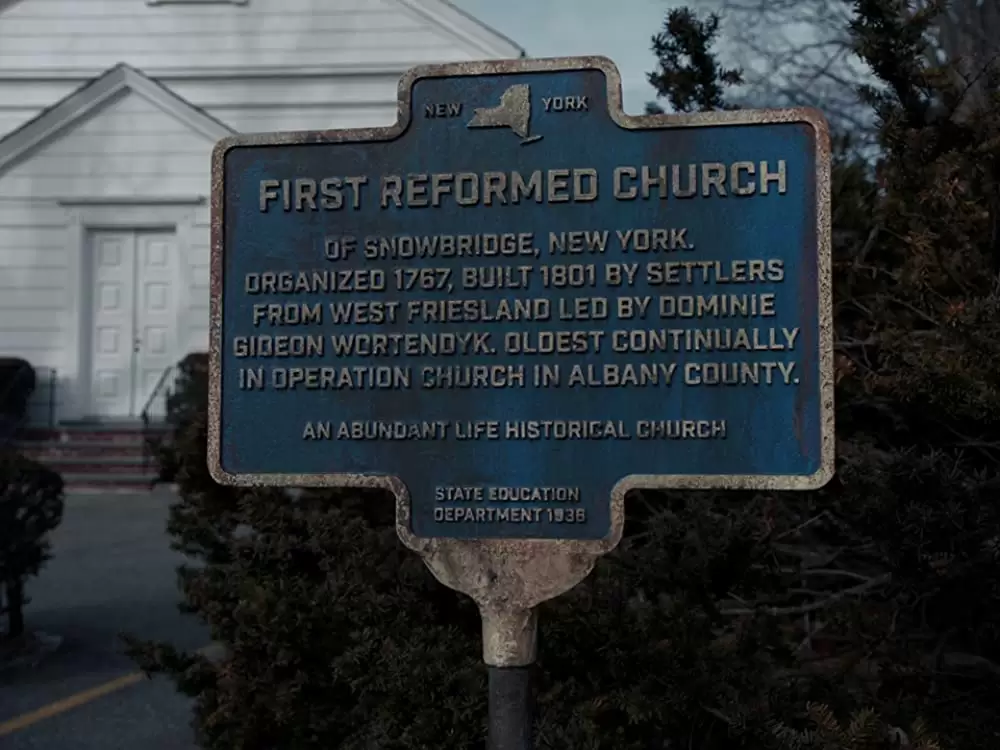 NEW YORK
FIRST REFORMED CHURCH
OF SNOWBRIDGE, NEW YORK.
ORGANIZED 1767, BUILT 1801 BY SETTLERS
FROM WEST FRIESLAND LED BY DOMINIE
GIDEON WORTENDYK. OLDEST CONTINUALLY
IN OPERATION CHURCH IN ALBANY COUNTY.
AN ABUNDANT LIFE HISTORICAL CHURCH
STATE EDUCATION
DEPARTMENT 1936